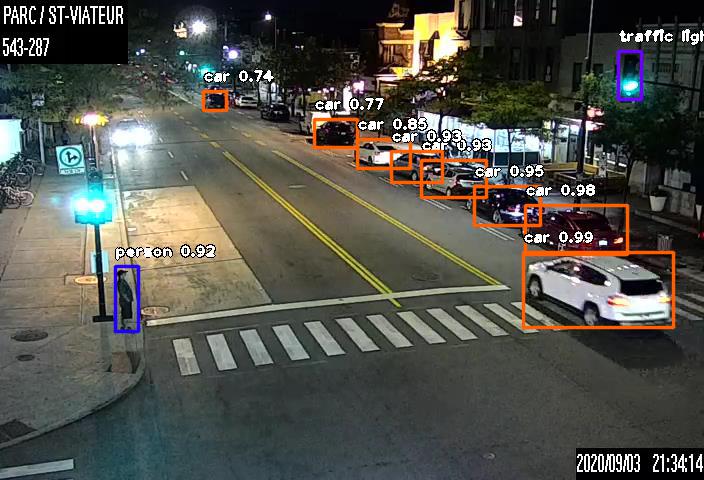 PARC / ST-VIATEUR
543-287
traffic ligh
car 0.74
car 0.77
car 0.85
car 0.93
car 0.93
car 0.95
car 0.98
person 0.92
car 0.99
2020/09/03 21:34:14